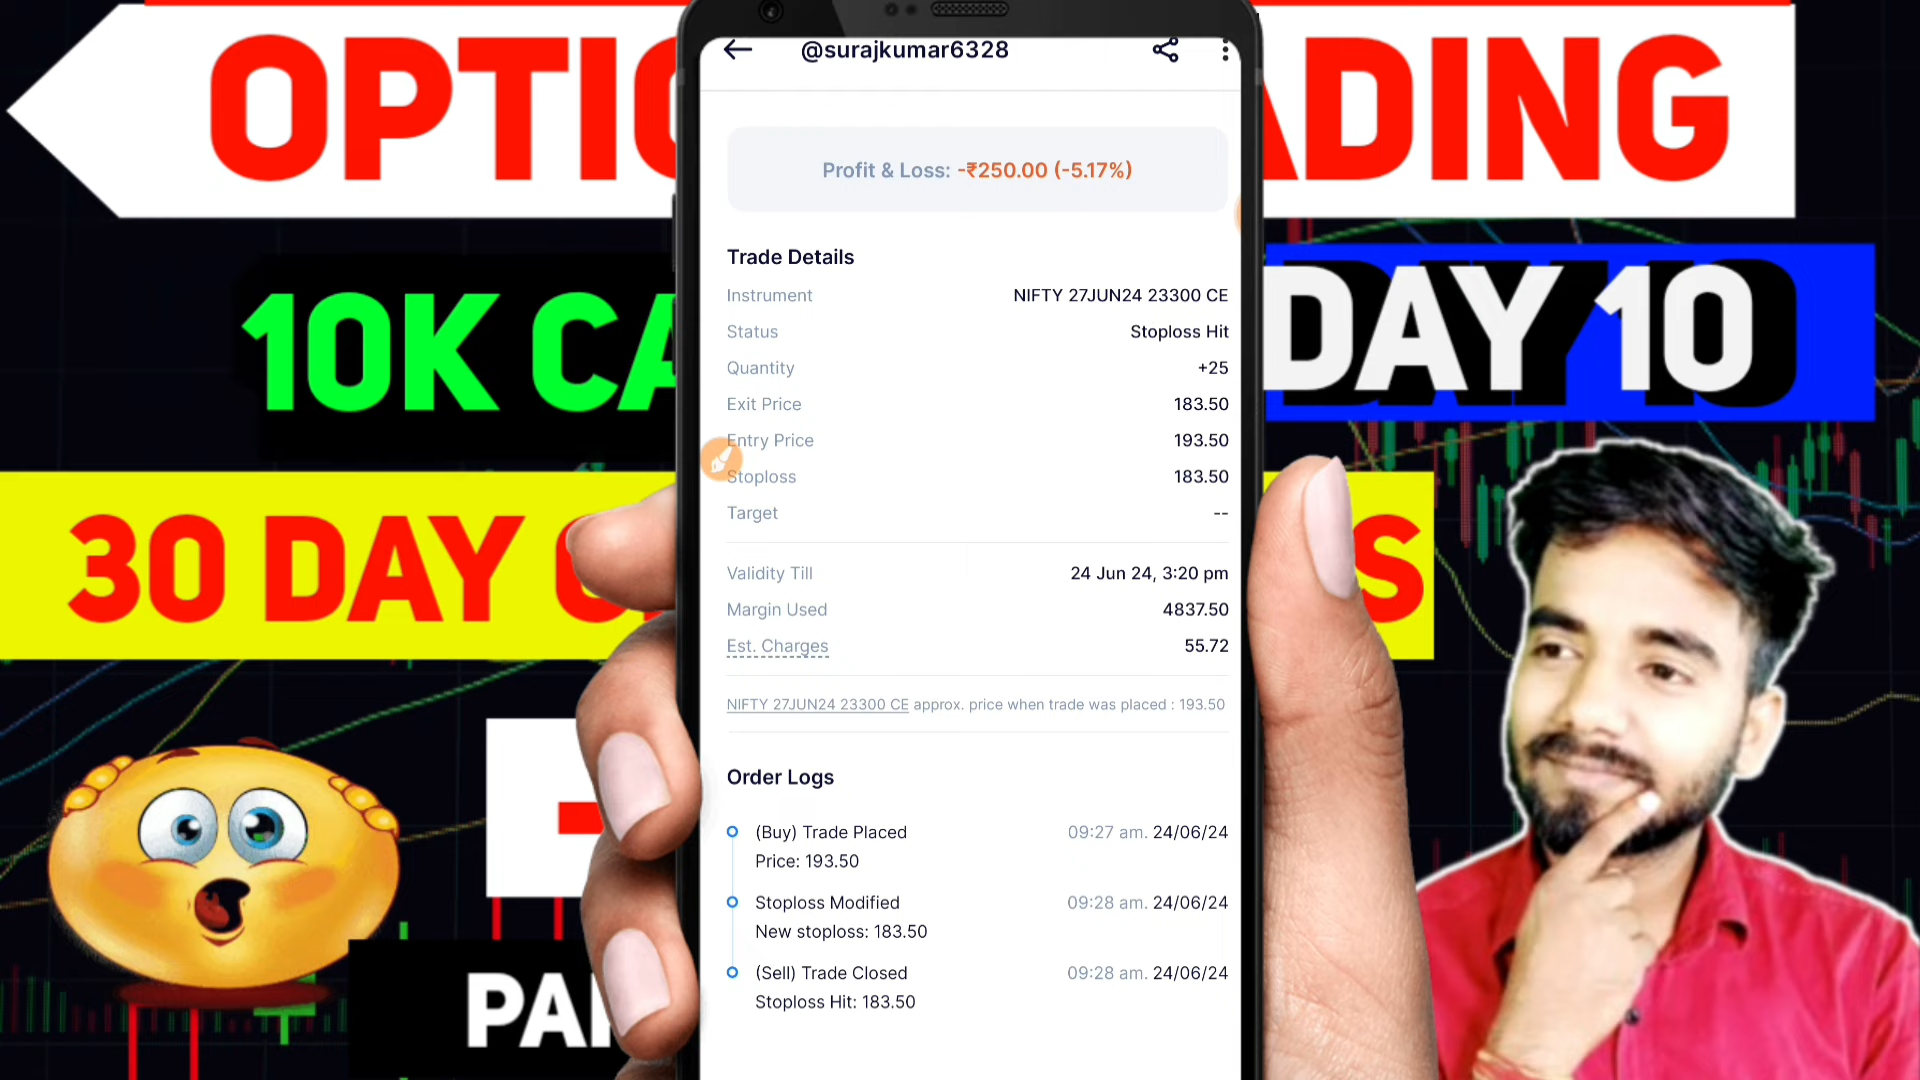 OPTIO
ADING
10K CA
DAY 10
30 DAY
S
PA
@surajkumar6328
Profit & Loss: -₹250.00 (-5.17%)
Trade Details
Instrument NIFTY 27JUN24 23300 CE
Status Stoploss Hit
Quantity +25
Exit Price 183.50
Entry Price 193.50
Stoploss 183.50
Target --
Validity Till 24 Jun 24, 3:20 pm
Margin Used 4837.50
Est. Charges 55.72
NIFTY 27JUN24 23300 CE approx. price when trade was placed : 193.50
Order Logs
(Buy) Trade Placed 09:27 am. 24/06/24
Price: 193.50
Stoploss Modified 09:28 am. 24/06/24
New stoploss: 183.50
(Sell) Trade Closed 09:28 am. 24/06/24
Stoploss Hit: 183.50